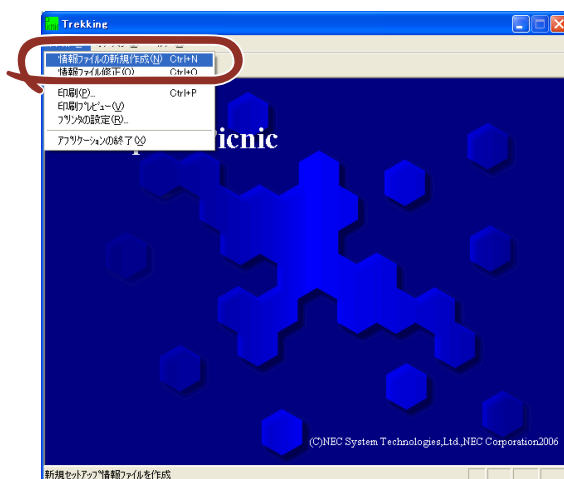 Trekking
情報ファイルの新規作成(N) Ctrl+N
情報ファイル修正(O) Ctrl+O
印刷(P)... Ctrl+P
印刷プレビュー(V)
プリンタの設定(R)...
アプリケーションの終了(X)
icnic
(C)NEC System Technologies,Ltd.,NEC Corporation2006
新規セットアップ情報ファイルを作成